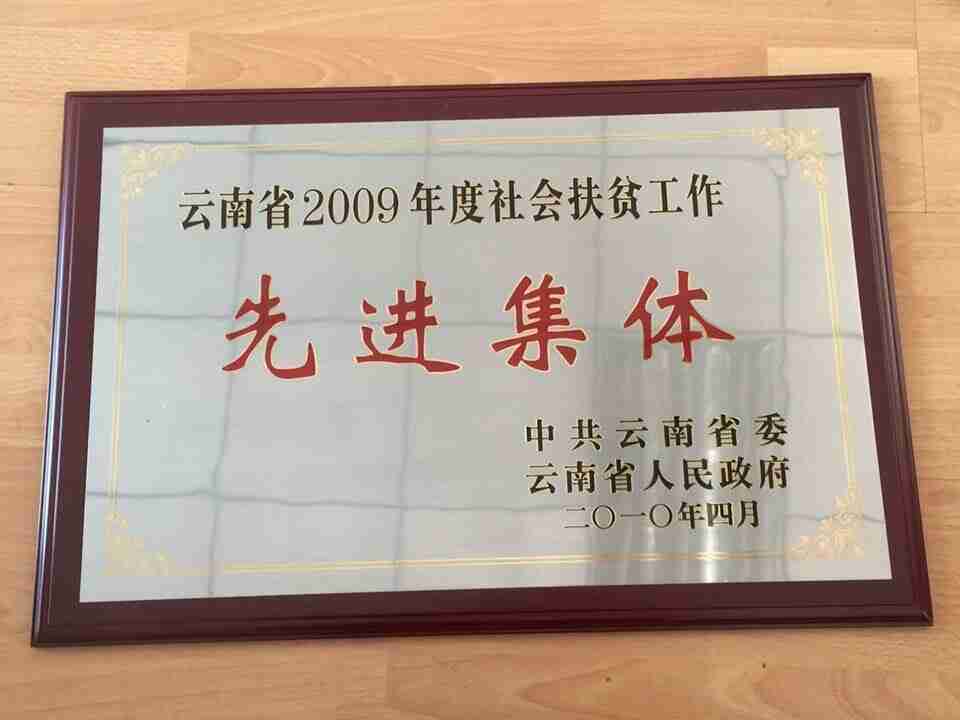 云南省2009年度社会扶贫工作
先进集体
中共云南省委
云南省人民政府
二〇一〇年四月